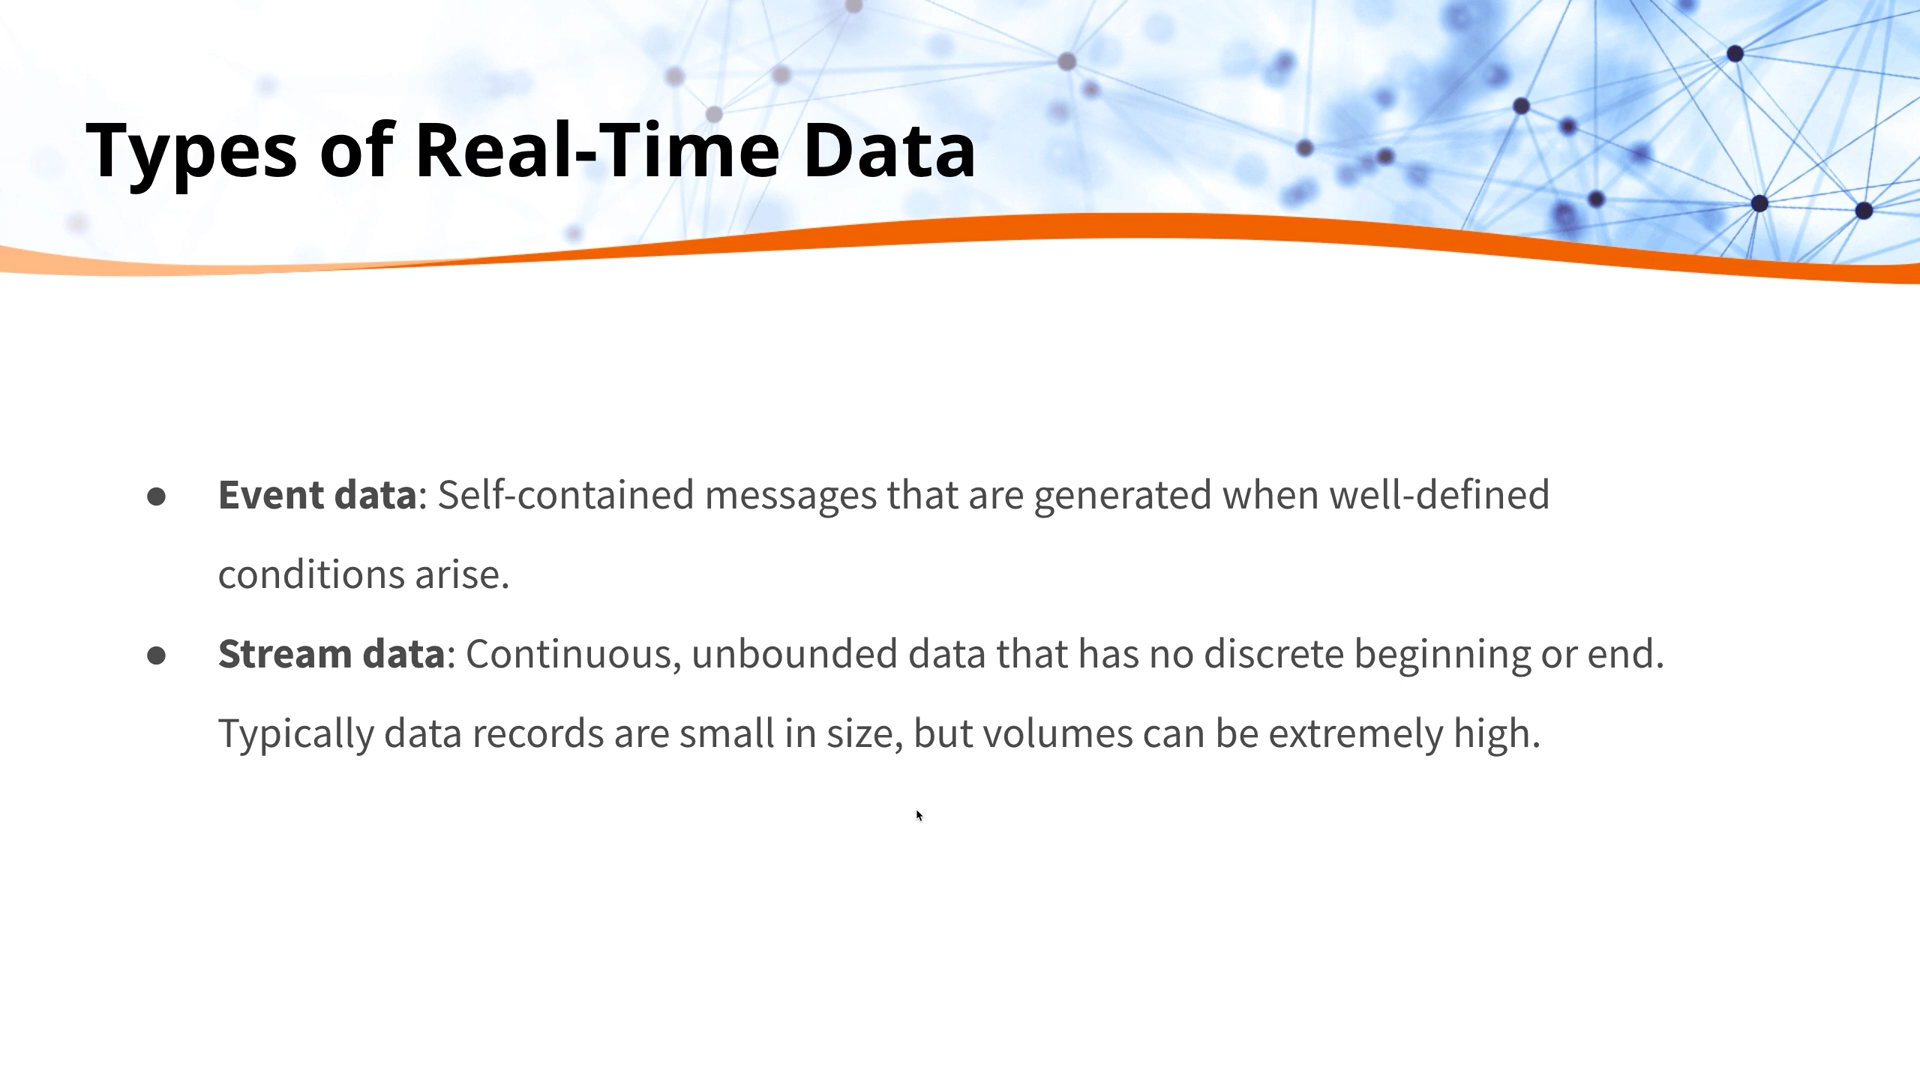 Types of Real-Time Data
● Event data: Self-contained messages that are generated when well-defined
conditions arise.
● Stream data: Continuous, unbounded data that has no discrete beginning or end.
Typically data records are small in size, but volumes can be extremely high.